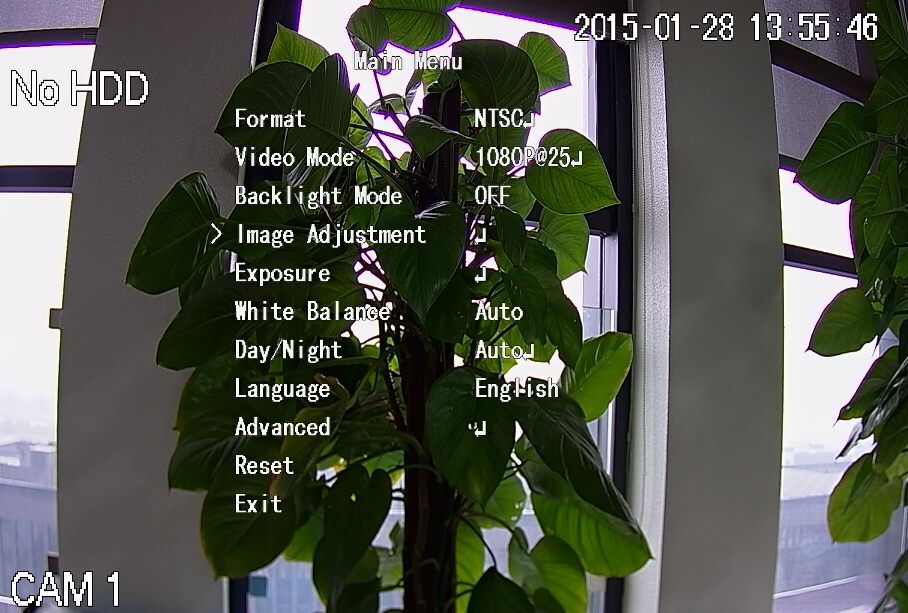 2015-01-28 13:55:46
Main Menu
No HDD
Format NTSC↲
Video Mode 1080P@25↲
Backlight Mode OFF
> Image Adjustment ↲
Exposure ↲
White Balance Auto
Day/Night Auto↲
Language English
Advanced ↲
Reset
Exit
CAM 1